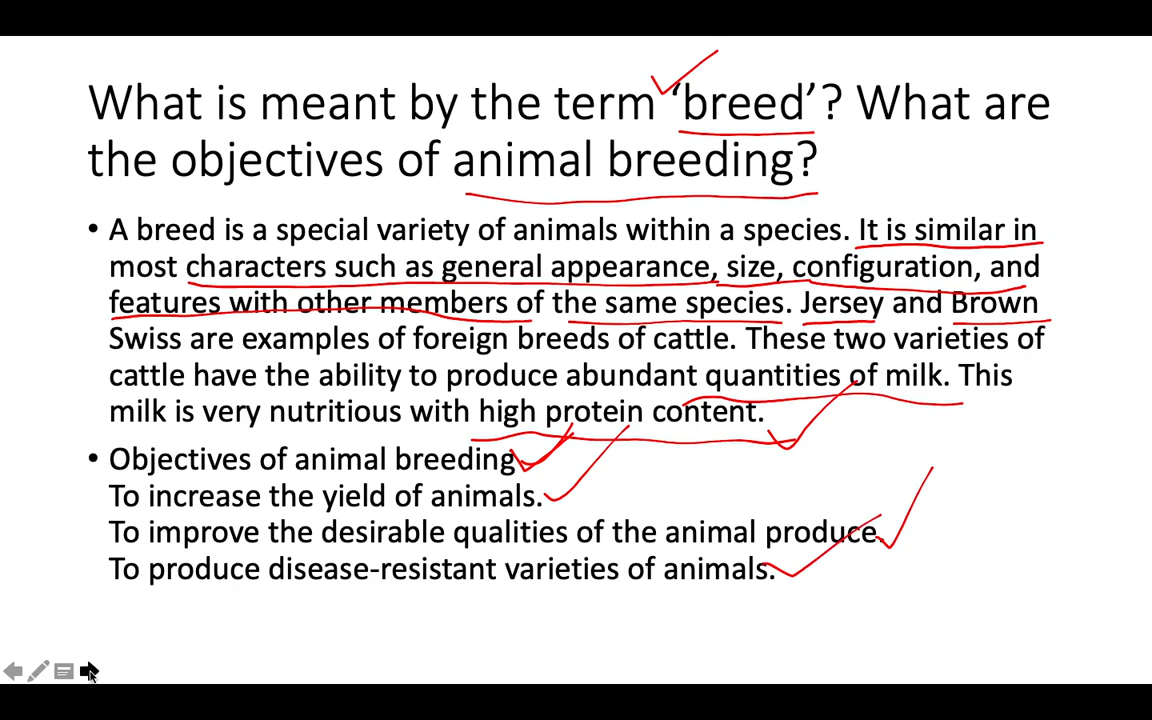 What is meant by the term ‘breed’? What are
the objectives of animal breeding?
• A breed is a special variety of animals within a species. It is similar in
most characters such as general appearance, size, configuration, and
features with other members of the same species. Jersey and Brown
Swiss are examples of foreign breeds of cattle. These two varieties of
cattle have the ability to produce abundant quantities of milk. This
milk is very nutritious with high protein content.
• Objectives of animal breeding
To increase the yield of animals.
To improve the desirable qualities of the animal produce.
To produce disease-resistant varieties of animals.